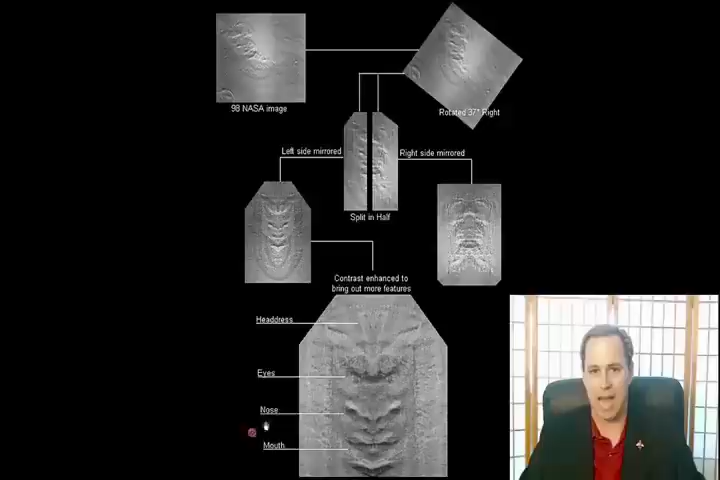 98 NASA image
Rotated 37° Right
Left side mirrored
Right side mirrored
Split in Half
Contrast enhanced to
bring out more features
Headdress
Eyes
Nose
Mouth